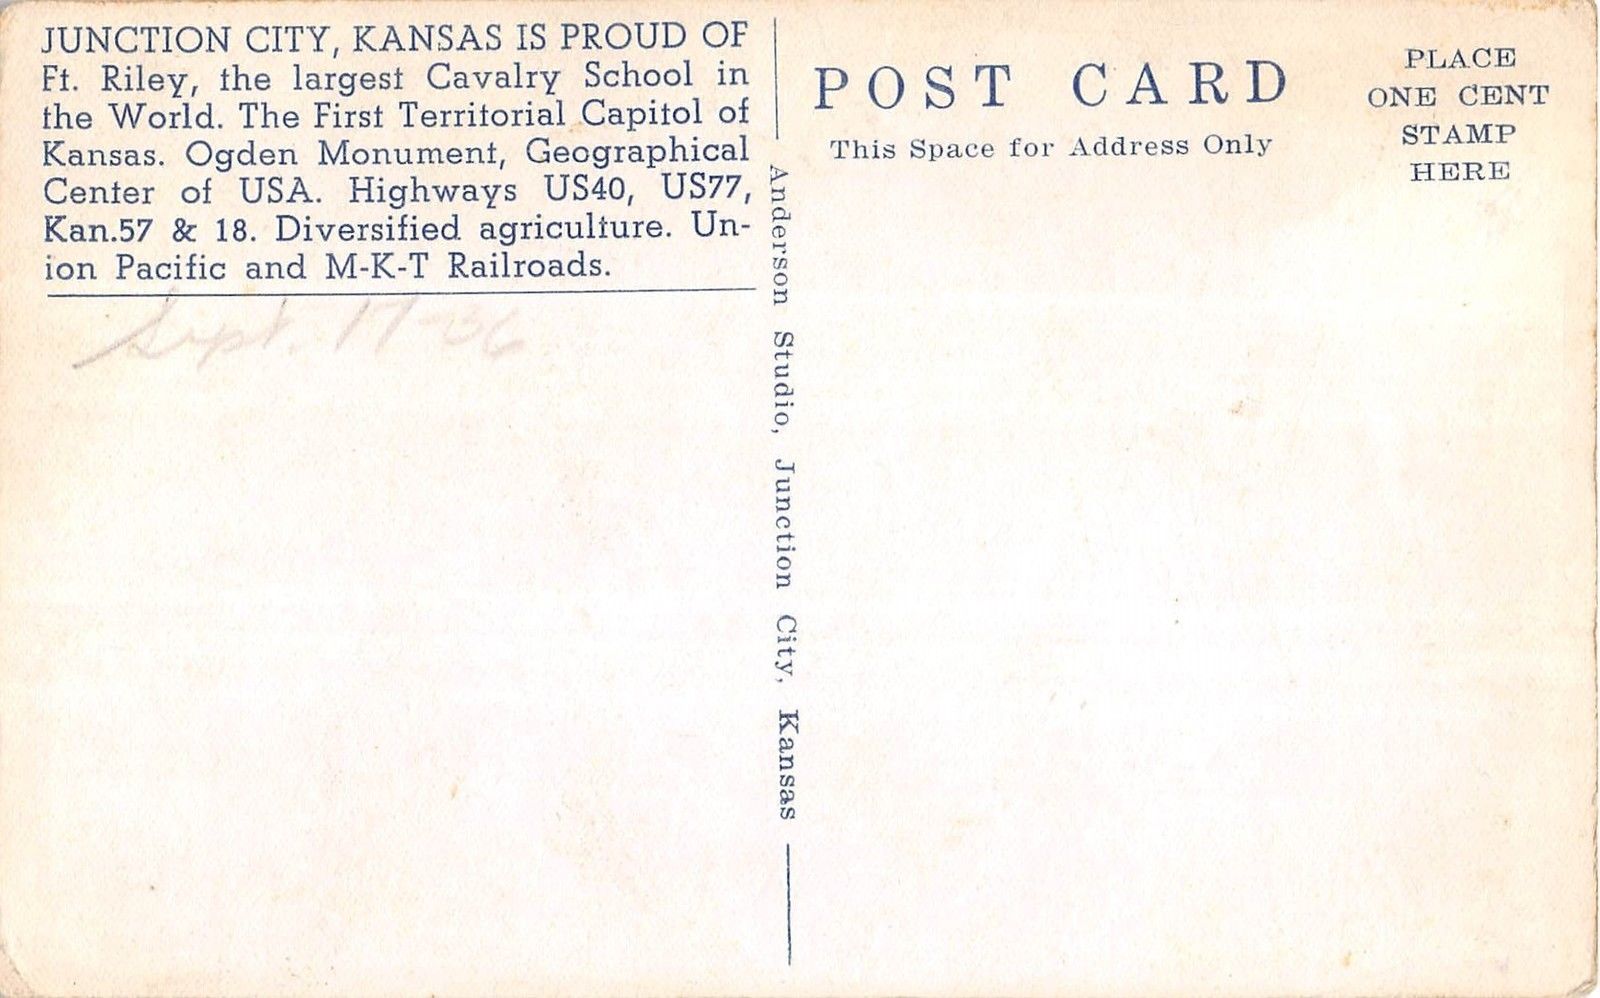 JUNCTION CITY, KANSAS IS PROUD OF
Ft. Riley, the largest Cavalry School in
the World. The First Territorial Capitol of
Kansas. Ogden Monument, Geographical
Center of USA. Highways US40, US77,
Kan.57 & 18. Diversified agriculture. Un-
ion Pacific and M-K-T Railroads.
Sept. 17-36
Anderson Studio, Junction City, Kansas
POST CARD
This Space for Address Only
PLACE
ONE CENT
STAMP
HERE